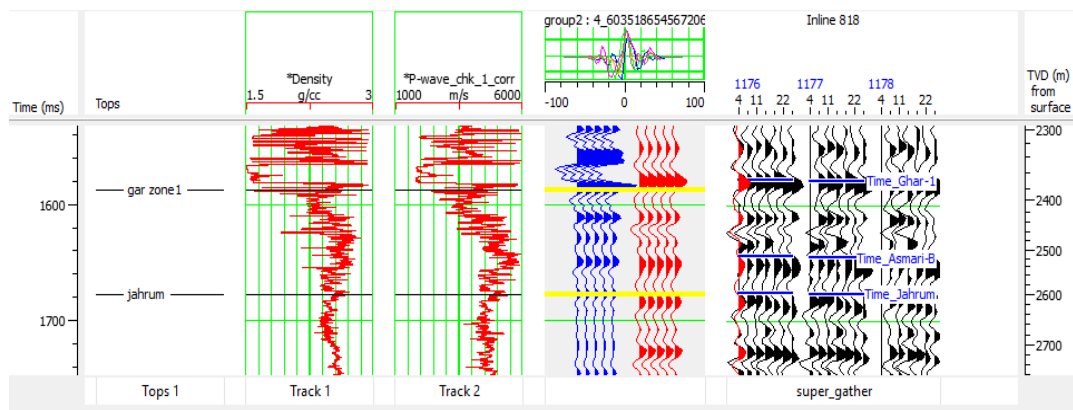 group2 : 4_603518654567206
Inline 818
*Density
*P-wave_chk_1_corr
1176 1177 1178
TVD (m)
from
surface
Time (ms)
Tops
1.5 g/cc 3
1000 m/s 6000
-100 0 100
4 11 22 4 11 22 4 11 22
2300
gar zone1
Time_Ghar-1
1600
2400
Time_Asmari-B
2500
jahrum
Time_Jahrum
2600
1700
2700
Tops 1
Track 1
Track 2
super_gather